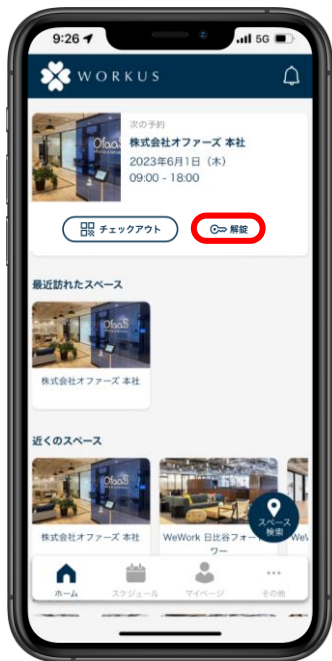 9:26
5G
WORKUS
次の予約
株式会社オファーズ 本社
2023年6月1日（木）
09:00 - 18:00
チェックアウト
解錠
最近訪れたスペース
株式会社オファーズ 本社
近くのスペース
株式会社オファーズ 本社
WeWork 日比谷フォートタワー
スペース
検索
ホーム
スケジュール
マイページ
その他